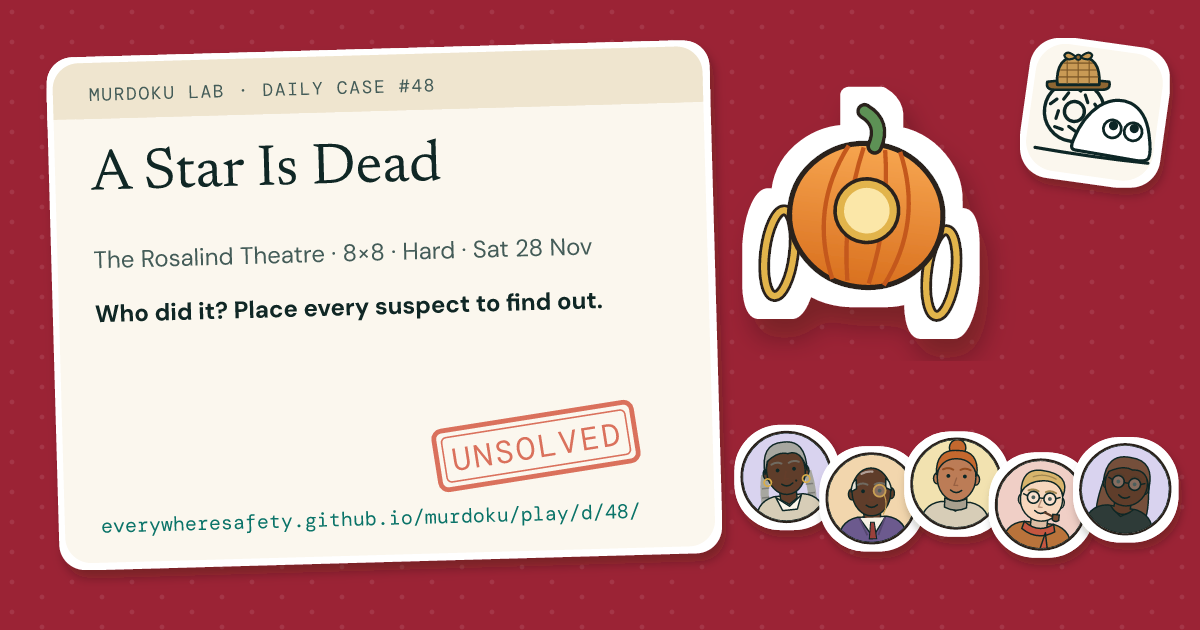 MURDOKU LAB · DAILY CASE #48
A Star Is Dead
The Rosalind Theatre · 8×8 · Hard · Sat 28 Nov
Who did it? Place every suspect to find out.
UNSOLVED
everywheresafety.github.io/murdoku/play/d/48/